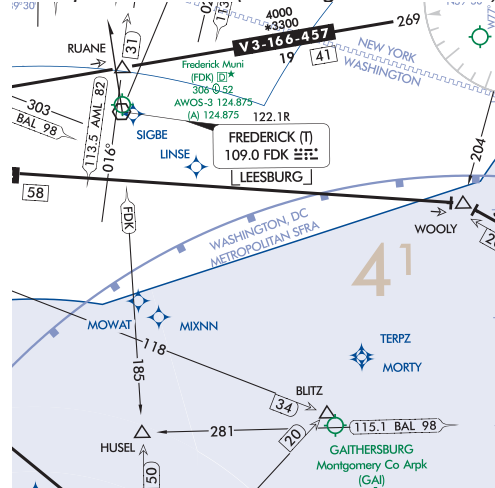 4000
*3300
269
V3-166-457
19
41
NEW YORK
WASHINGTON
RUANE
31
Frederick Muni
(FDK) D★
306 L 52
AWOS-3 124.875
(A) 124.875
303
BAL 98
113.5 AML 82
016°
SIGBE
122.1R
FREDERICK (T)
109.0 FDK
LEESBURG
LINSE
204
58
FDK
WOOLY
WASHINGTON, DC
METROPOLITAN SFRA
4¹
MOWAT
MIXNN
118
TERPZ
MORTY
185
BLITZ
34
HUSEL
281
20
115.1 BAL 98
50
GAITHERSBURG
Montgomery Co Arpk
(GAI)